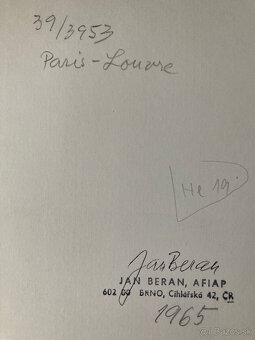 39/3953
Paris-Louvre
He 19
Jan Beran
JAN BERAN, AFIAP
602 00 BRNO, Cihlářská 42, ČR
1965